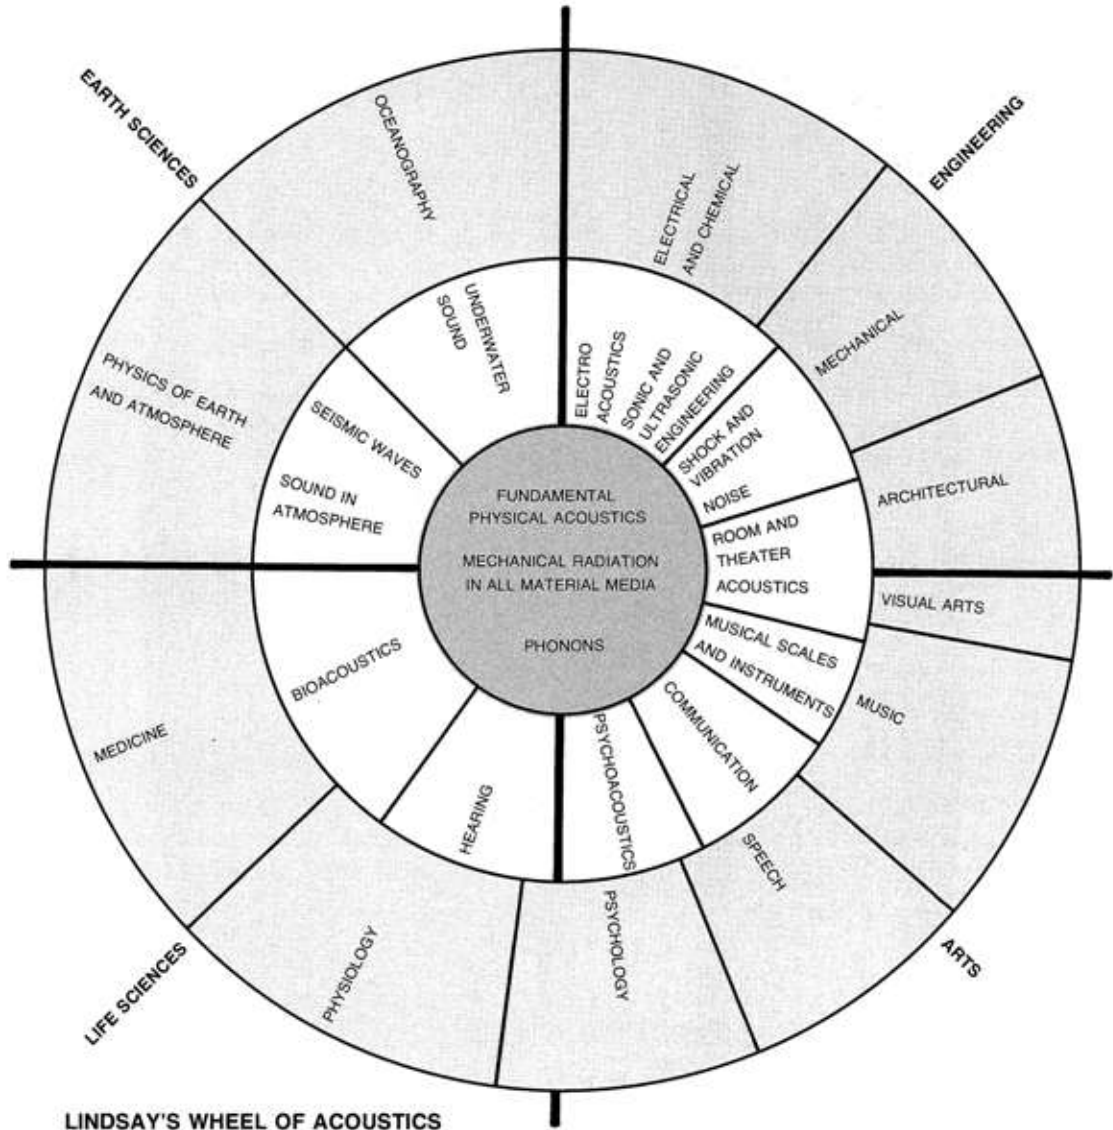 EARTH SCIENCES
ENGINEERING
OCEANOGRAPHY
ELECTRICAL
AND CHEMICAL
MECHANICAL
ARCHITECTURAL
VISUAL ARTS
MUSIC
SPEECH
PSYCHOLOGY
PHYSIOLOGY
MEDICINE
PHYSICS OF EARTH
AND ATMOSPHERE
UNDERWATER
SOUND
ELECTRO
ACOUSTICS
SONIC AND
ULTRASONIC
ENGINEERING
SHOCK AND
VIBRATION
NOISE
ROOM AND
THEATER
ACOUSTICS
MUSICAL SCALES
AND INSTRUMENTS
COMMUNICATION
PSYCHOACOUSTICS
HEARING
BIOACOUSTICS
SOUND IN
ATMOSPHERE
SEISMIC WAVES
FUNDAMENTAL
PHYSICAL ACOUSTICS
MECHANICAL RADIATION
IN ALL MATERIAL MEDIA
PHONONS
LIFE SCIENCES
ARTS
LINDSAY'S WHEEL OF ACOUSTICS